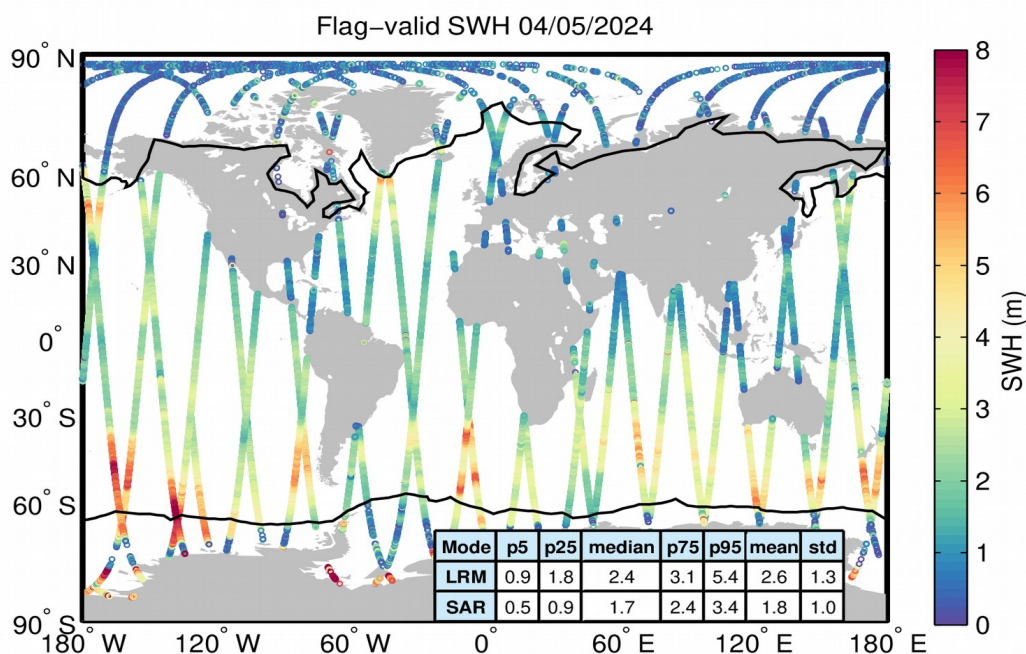 Flag−valid SWH 04/05/2024
90° N
60° N
30° N
0°
30° S
60° S
90° S
180° W
120° W
60° W
0°
60° E
120° E
180° E
8
7
6
5
4
3
2
1
0
SWH (m)
Mode p5 p25 median p75 p95 mean std
LRM 0.9 1.8 2.4 3.1 5.4 2.6 1.3
SAR 0.5 0.9 1.7 2.4 3.4 1.8 1.0